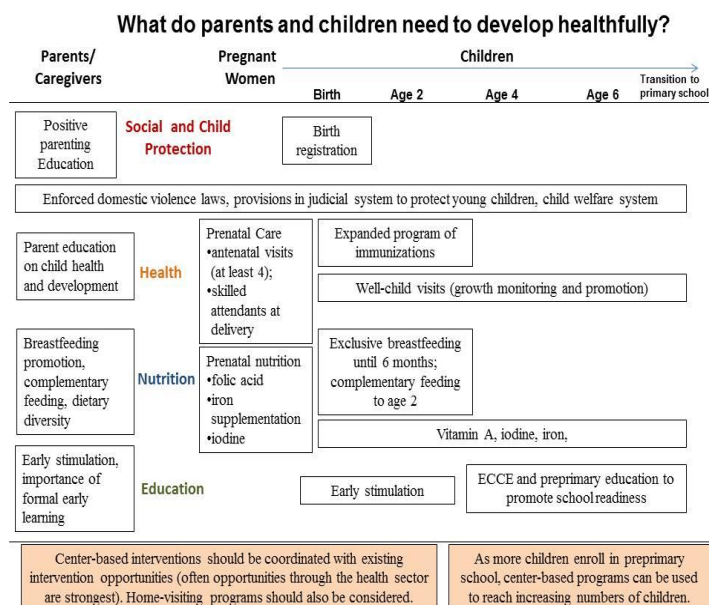 What do parents and children need to develop healthfully?
Parents/
Caregivers
Pregnant
Women
Children
Birth
Age 2
Age 4
Age 6
Transition to
primary school
Positive
parenting
Education
Social and Child
Protection
Birth
registration
Enforced domestic violence laws, provisions in judicial system to protect young children, child welfare system
Parent education
on child health
and development
Health
Prenatal Care
•antenatal visits
(at least 4);
•skilled
attendants at
delivery
Expanded program of
immunizations
Well-child visits (growth monitoring and promotion)
Breastfeeding
promotion,
complementary
feeding, dietary
diversity
Nutrition
Prenatal nutrition
•folic acid
•iron
supplementation
•iodine
Exclusive breastfeeding
until 6 months;
complementary feeding
to age 2
Vitamin A, iodine, iron,
Early stimulation,
importance of
formal early
learning
Education
Early stimulation
ECCE and preprimary education to
promote school readiness
Center-based interventions should be coordinated with existing
intervention opportunities (often opportunities through the health sector
are strongest). Home-visiting programs should also be considered.
As more children enroll in preprimary
school, center-based programs can be used
to reach increasing numbers of children.